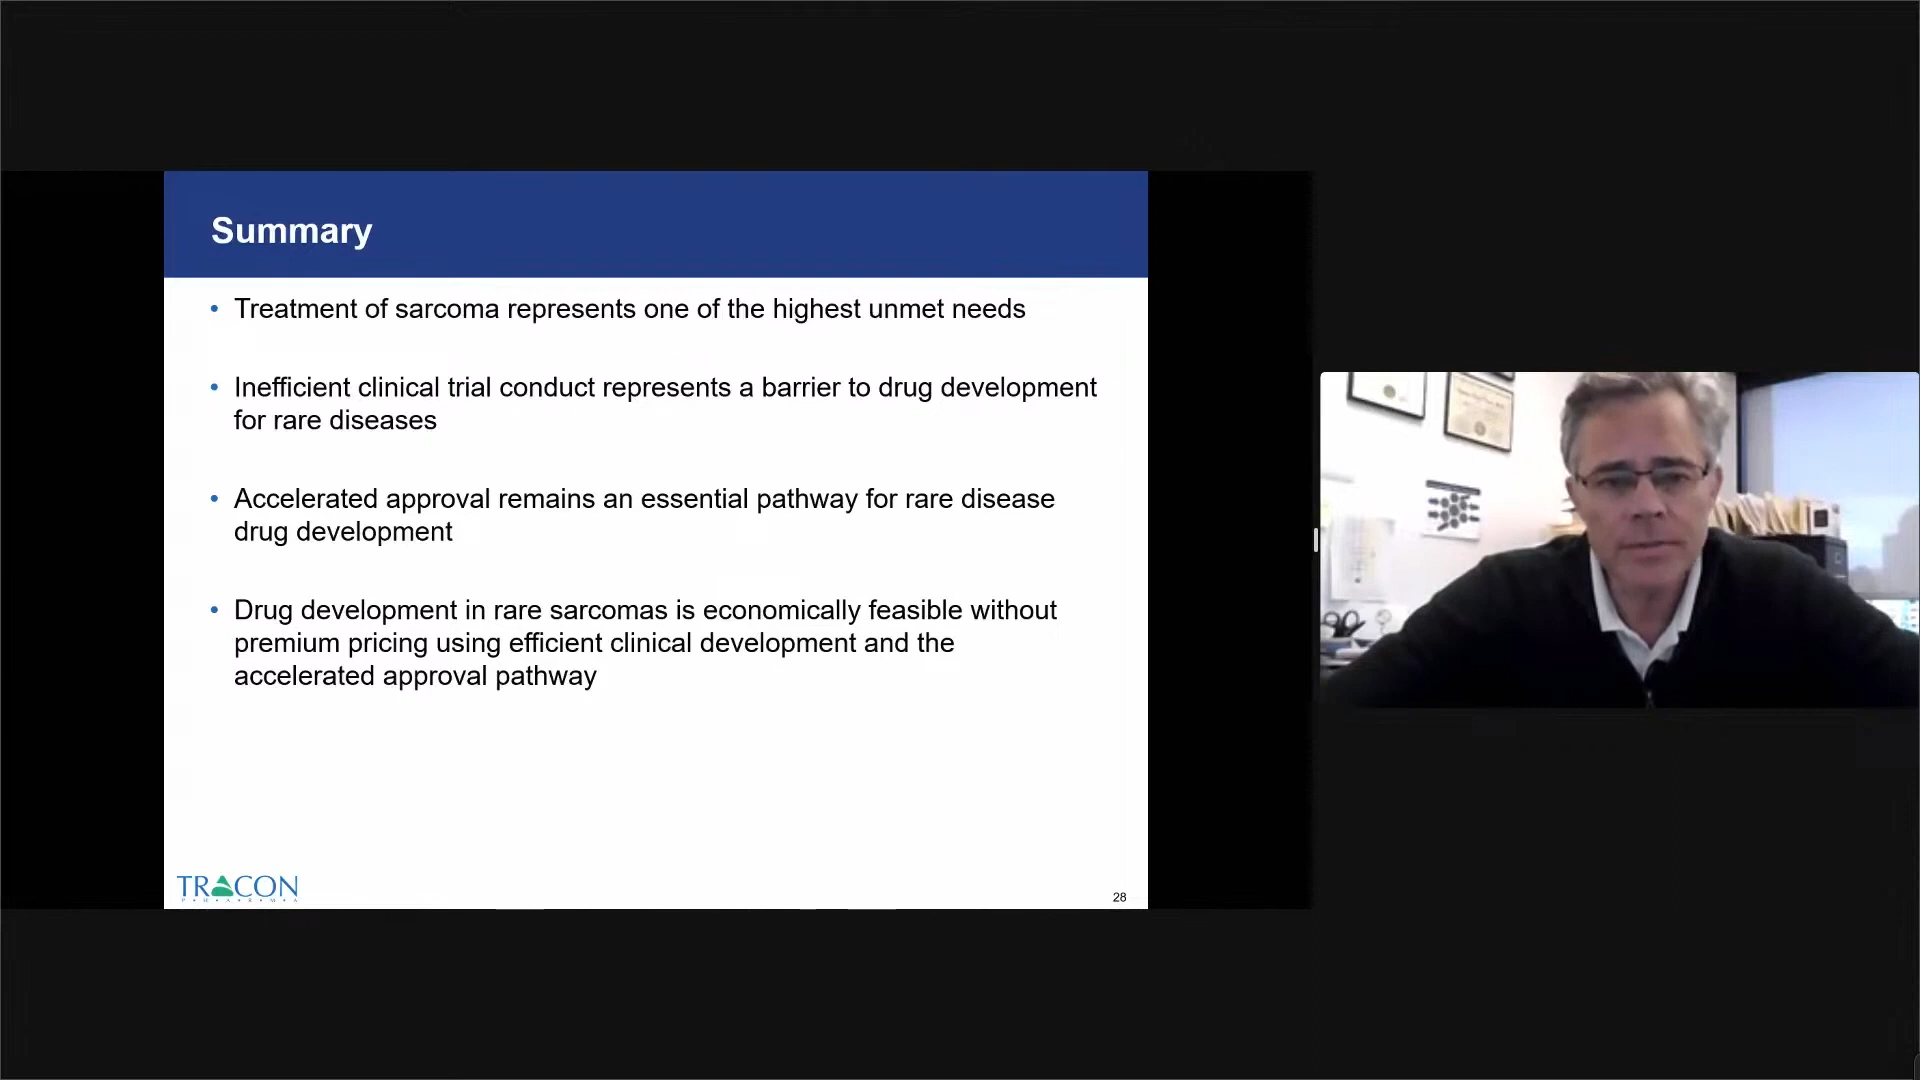 Summary
• Treatment of sarcoma represents one of the highest unmet needs
• Inefficient clinical trial conduct represents a barrier to drug development
for rare diseases
• Accelerated approval remains an essential pathway for rare disease
drug development
• Drug development in rare sarcomas is economically feasible without
premium pricing using efficient clinical development and the
accelerated approval pathway
TRACON
P•H•A•R•M•A
28